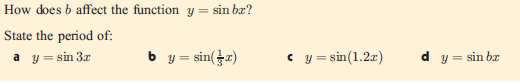 How does b affect the function y = sin bx?
State the period of:
a y = sin 3x b y = sin(⅓x) c y = sin(1.2x) d y = sin bx